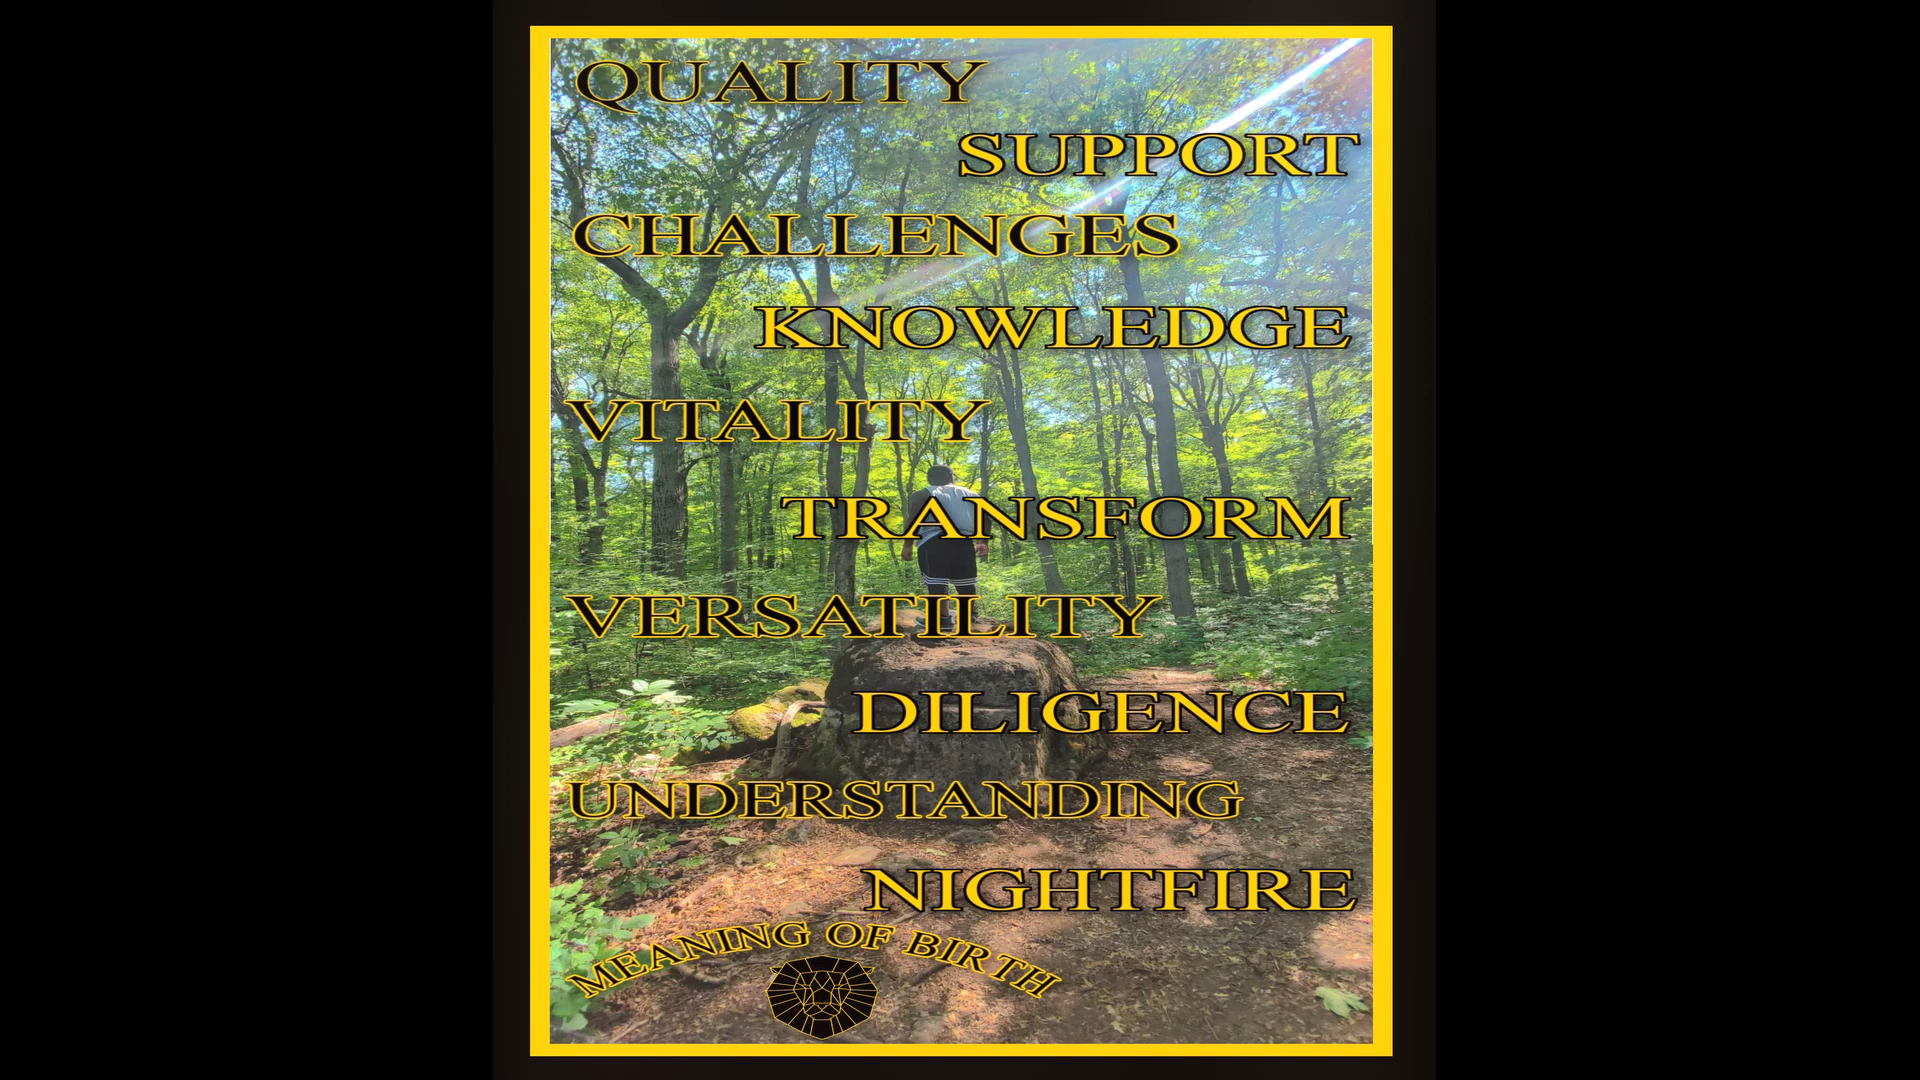 QUALITY
SUPPORT
CHALLENGES
KNOWLEDGE
VITALITY
TRANSFORM
VERSATILITY
DILIGENCE
UNDERSTANDING
NIGHTFIRE
MEANING OF BIRTH